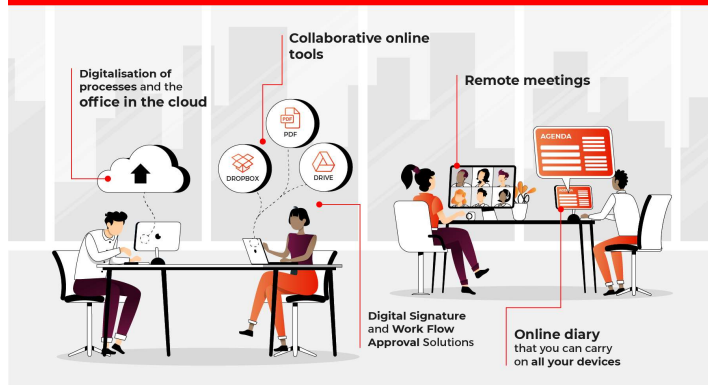 Collaborative online
tools
Digitalisation of
processes and the
office in the cloud
Remote meetings
PDF
PDF
DROPBOX
DRIVE
AGENDA
Digital Signature
and Work Flow
Approval Solutions
Online diary
that you can carry
on all your devices